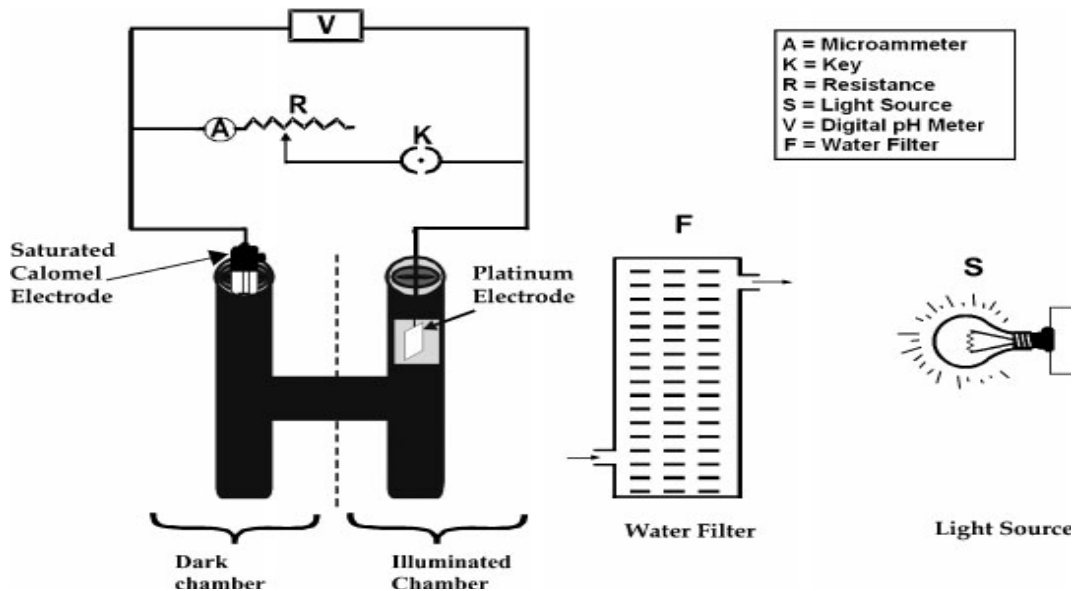 V
A = Microammeter
K = Key
R = Resistance
S = Light Source
V = Digital pH Meter
F = Water Filter
R
A
K
Saturated
Calomel
Electrode
Platinum
Electrode
F
S
Water Filter
Light Source
Dark
chamber
Illuminated
Chamber